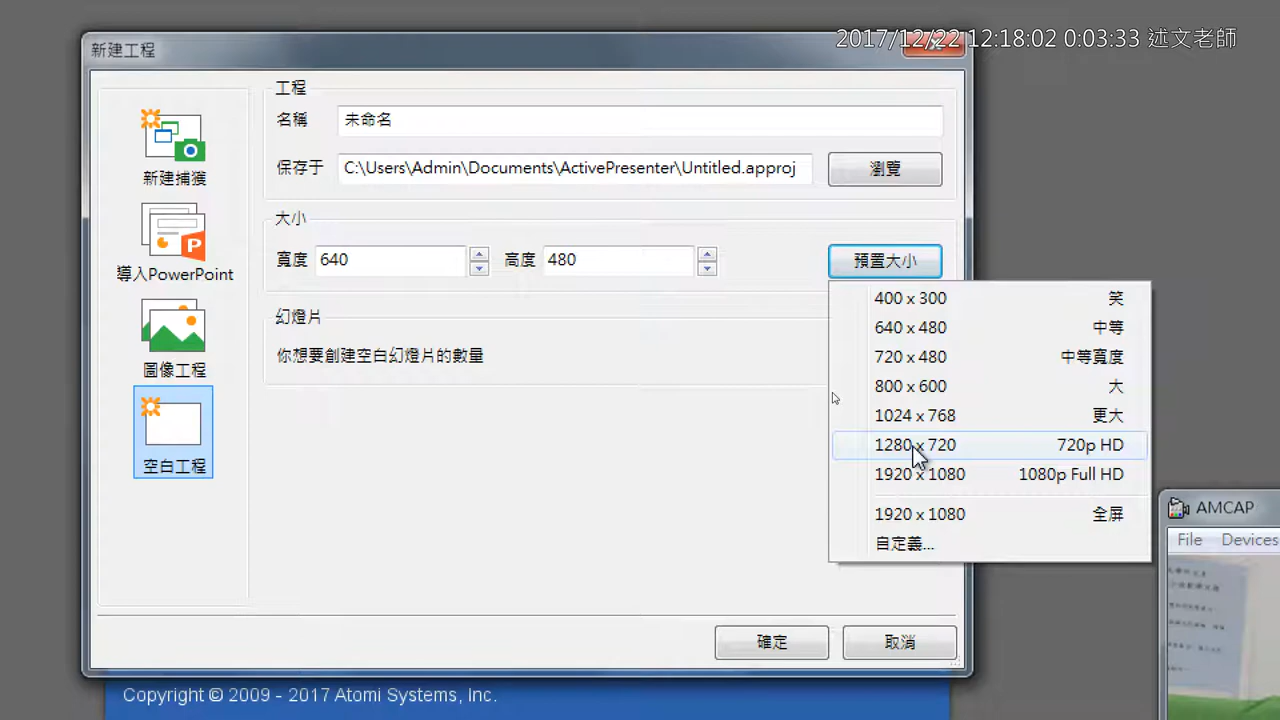 2017/12/22 12:18:02 0:03:33 述文老師
新建工程
工程
名稱 未命名
保存于 C:\Users\Admin\Documents\ActivePresenter\Untitled.approj 瀏覽
大小
寬度 640 高度 480 預置大小
幻燈片
你想要創建空白幻燈片的數量
新建捕獲
導入PowerPoint
圖像工程
空白工程
400 x 300 笑
640 x 480 中等
720 x 480 中等寬度
800 x 600 大
1024 x 768 更大
1280 x 720 720p HD
1920 x 1080 1080p Full HD
1920 x 1080 全屏
自定義...
確定 取消
AMCAP
File Devices
Copyright © 2009 - 2017 Atomi Systems, Inc.